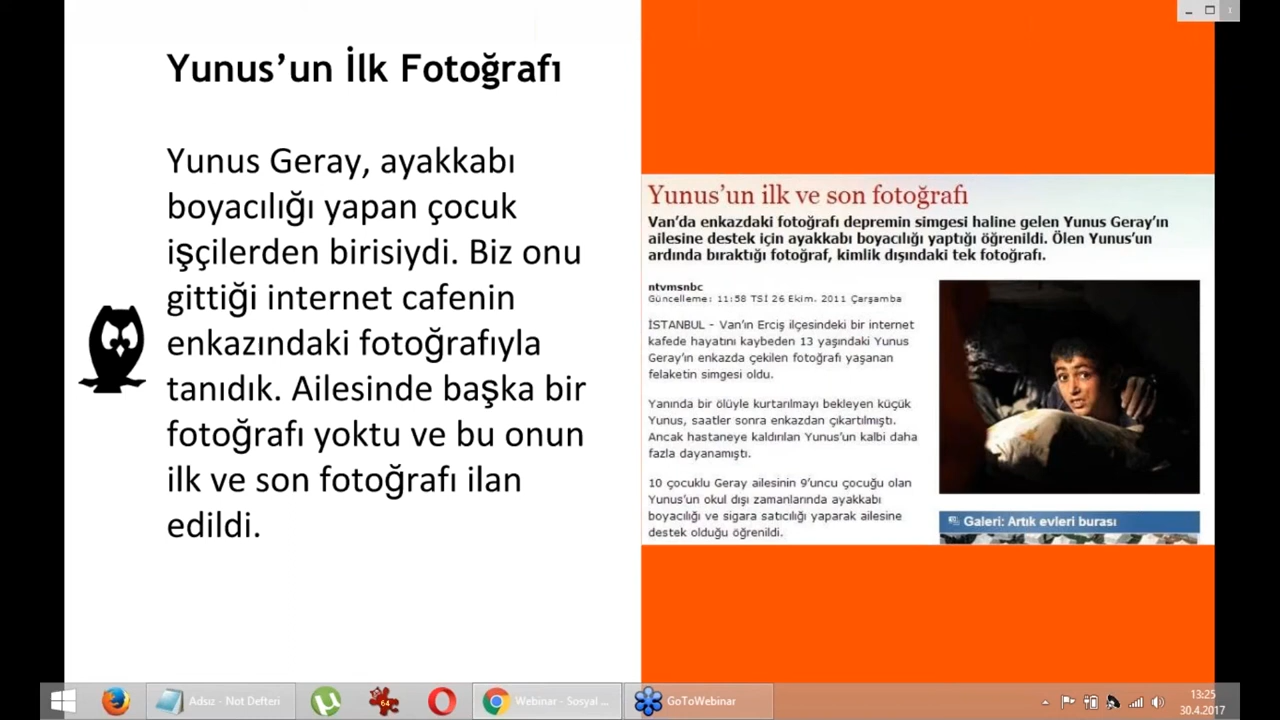 Yunus’un İlk Fotoğrafı
Yunus Geray, ayakkabı
boyacılığı yapan çocuk
işçilerden birisiydi. Biz onu
gittiği internet cafenin
enkazındaki fotoğrafıyla
tanıdık. Ailesinde başka bir
fotoğrafı yoktu ve bu onun
ilk ve son fotoğrafı ilan
edildi.
Yunus’un ilk ve son fotoğrafı
Van’da enkazdaki fotoğrafı depremin simgesi haline gelen Yunus Geray’ın
ailesine destek için ayakkabı boyacılığı yaptığı öğrenildi. Ölen Yunus’un
ardında bıraktığı fotoğraf, kimlik dışındaki tek fotoğrafı.
ntvmsnbc
Güncelleme: 11:58 TSİ 26 Ekim. 2011 Çarşamba
İSTANBUL - Van’ın Erciş ilçesindeki bir internet
kafede hayatını kaybeden 13 yaşındaki Yunus
Geray’ın enkazda çekilen fotoğrafı yaşanan
felaketin simgesi oldu.
Yanında bir ölüyle kurtarılmayı bekleyen küçük
Yunus, saatler sonra enkazdan çıkartılmıştı.
Ancak hastaneye kaldırılan Yunus’un kalbi daha
fazla dayanamıştı.
10 çocuklu Geray ailesinin 9’uncu çocuğu olan
Yunus’un okul dışı zamanlarında ayakkabı
boyacılığı ve sigara satıcılığı yaparak ailesine
destek olduğu öğrenildi.
Galeri: Artık evleri burası
Adsız - Not Defteri
64
Webinar - Sosyal ...
GoToWebinar
13:25
30.4.2017